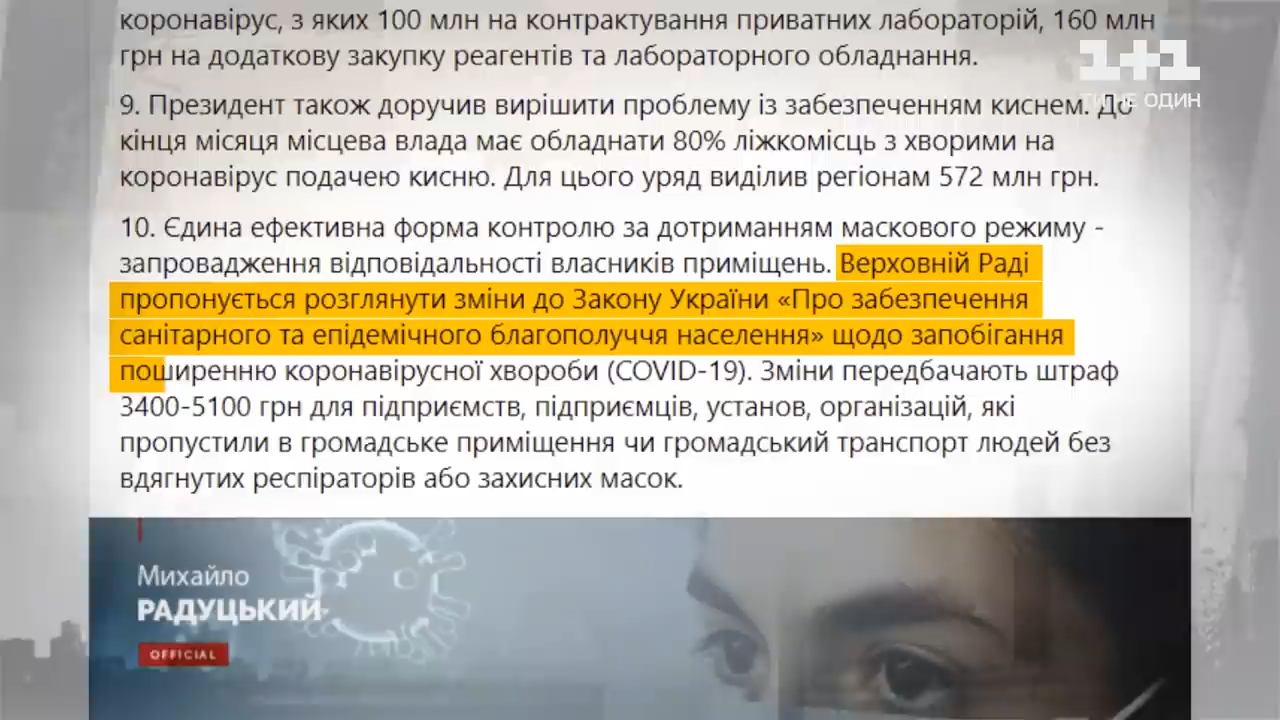 коронавірус, з яких 100 млн на контрактування приватних лабораторій, 160 млн
грн на додаткову закупку реагентів та лабораторного обладнання.
1+1
ТИ НЕ ОДИН
9. Президент також доручив вирішити проблему із забезпеченням киснем. До
кінця місяця місцева влада має обладнати 80% ліжкомісць з хворими на
коронавірус подачею кисню. Для цього уряд виділив регіонам 572 млн грн.
10. Єдина ефективна форма контролю за дотриманням маскового режиму -
запровадження відповідальності власників приміщень. Верховній Раді
пропонується розглянути зміни до Закону України «Про забезпечення
санітарного та епідемічного благополуччя населення» щодо запобігання
поширенню коронавірусної хвороби (COVID-19). Зміни передбачають штраф
3400-5100 грн для підприємств, підприємців, установ, організацій, які
пропустили в громадське приміщення чи громадський транспорт людей без
вдягнутих респіраторів або захисних масок.
Михайло
РАДУЦЬКИЙ
OFFICIAL